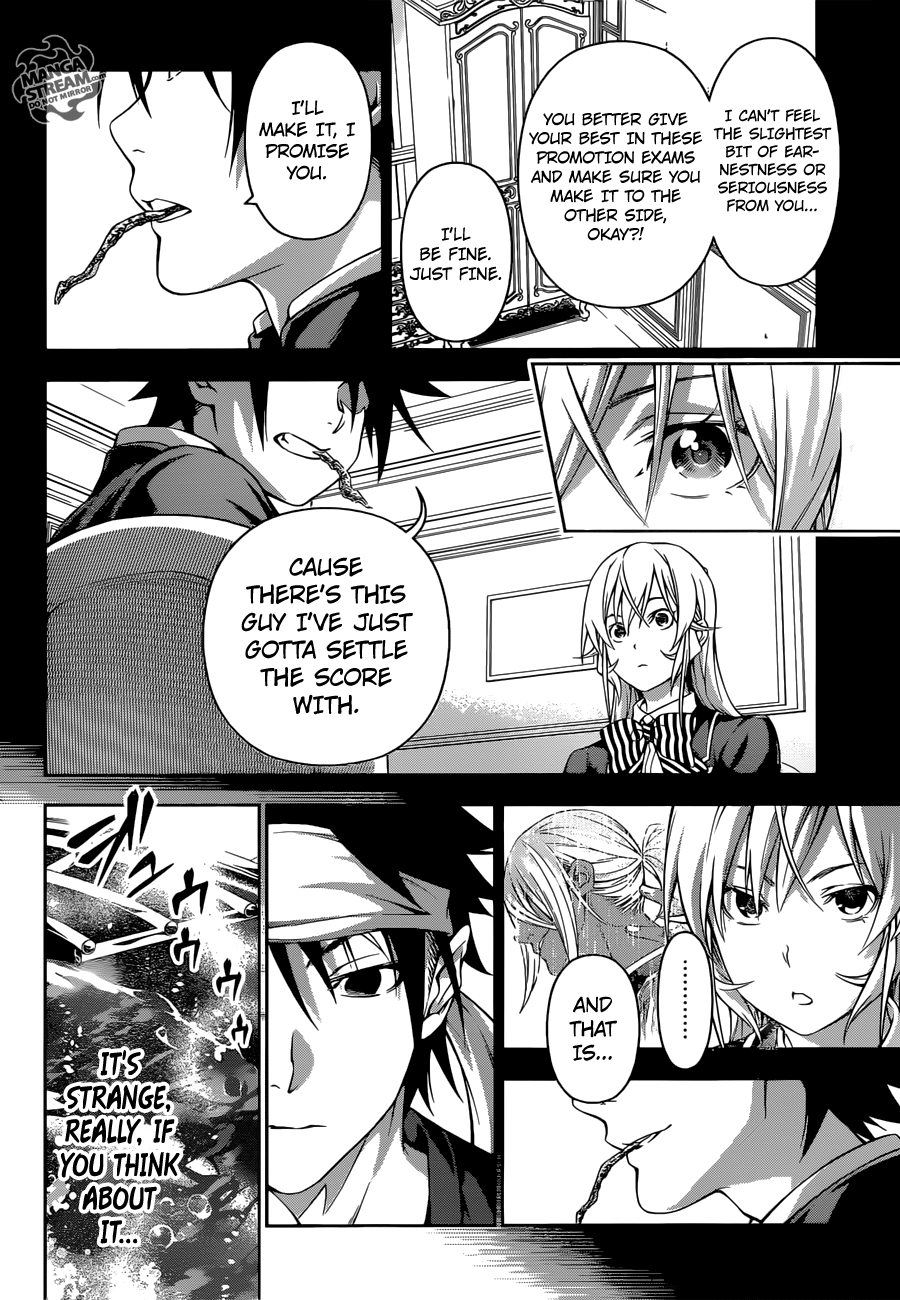 I CAN'T FEEL
THE SLIGHTEST
BIT OF EAR-
NESTNESS OR
SERIOUSNESS
FROM YOU...
YOU BETTER GIVE
YOUR BEST IN THESE
PROMOTION EXAMS
AND MAKE SURE YOU
MAKE IT TO THE
OTHER SIDE,
OKAY?!
I'LL
BE FINE.
JUST FINE.
I'LL
MAKE IT, I
PROMISE
YOU.
MANGA
STREAM.com
DO NOT MIRROR
CAUSE
THERE'S THIS
GUY I'VE JUST
GOTTA SETTLE
THE SCORE
WITH.
.........
AND
THAT
IS...
IT'S
STRANGE,
REALLY, IF
YOU THINK
ABOUT
IT...